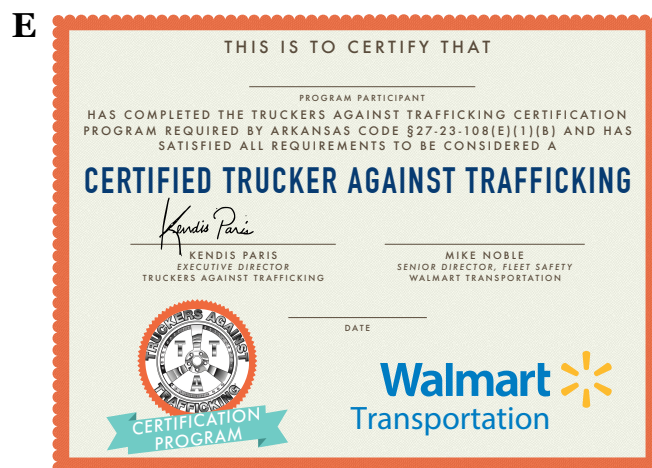 E
THIS IS TO CERTIFY THAT
PROGRAM PARTICIPANT
HAS COMPLETED THE TRUCKERS AGAINST TRAFFICKING CERTIFICATION
PROGRAM REQUIRED BY ARKANSAS CODE §27-23-108(E)(1)(B) AND HAS
SATISFIED ALL REQUIREMENTS TO BE CONSIDERED A
CERTIFIED TRUCKER AGAINST TRAFFICKING
Kendis Paris
KENDIS PARIS
EXECUTIVE DIRECTOR
TRUCKERS AGAINST TRAFFICKING
MIKE NOBLE
SENIOR DIRECTOR, FLEET SAFETY
WALMART TRANSPORTATION
DATE
TRUCKERS AGAINST
T T
A
TRAFFICKING
CERTIFICATION
PROGRAM
Walmart
Transportation